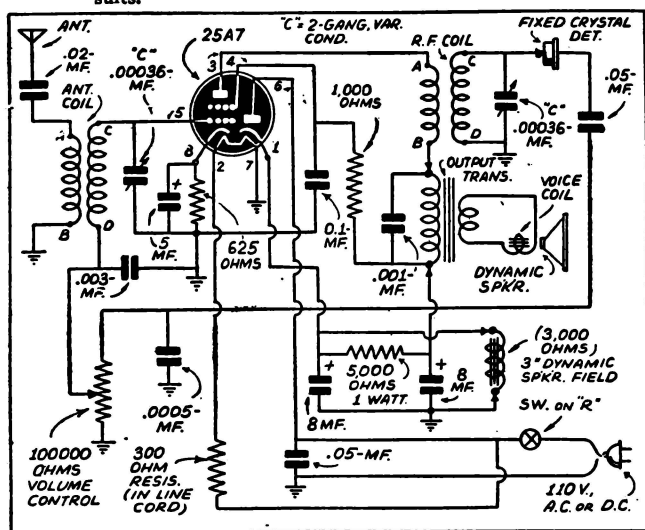 suits.
ANT.
.02-
MF.
ANT.
COIL
"C"
.00036-
MF.
25A7
3
4
6
5
8
2
7
1
"C" = 2-GANG, VAR.
COND.
R.F. COIL
FIXED CRYSTAL
DET.
.05-
MF.
A
C
B
D
A
C
B
D
"C"
.00036-
MF.
1,000
OHMS
OUTPUT
TRANS.
VOICE
COIL
DYNAMIC
SPKR.
+
5
MF.
625
OHMS
0.1-
MF.
.001-
MF.
.003-
MF.
.0005-
MF.
100000
OHMS
VOLUME
CONTROL
300
OHM
RESIS.
(IN LINE
CORD)
+
8 MF.
5,000
OHMS
1 WATT.
+
8
MF.
(3,000
OHMS)
3" DYNAMIC
SPKR. FIELD
.05-MF.
SW. ON "R"
110 V.,
A.C. OR D.C.